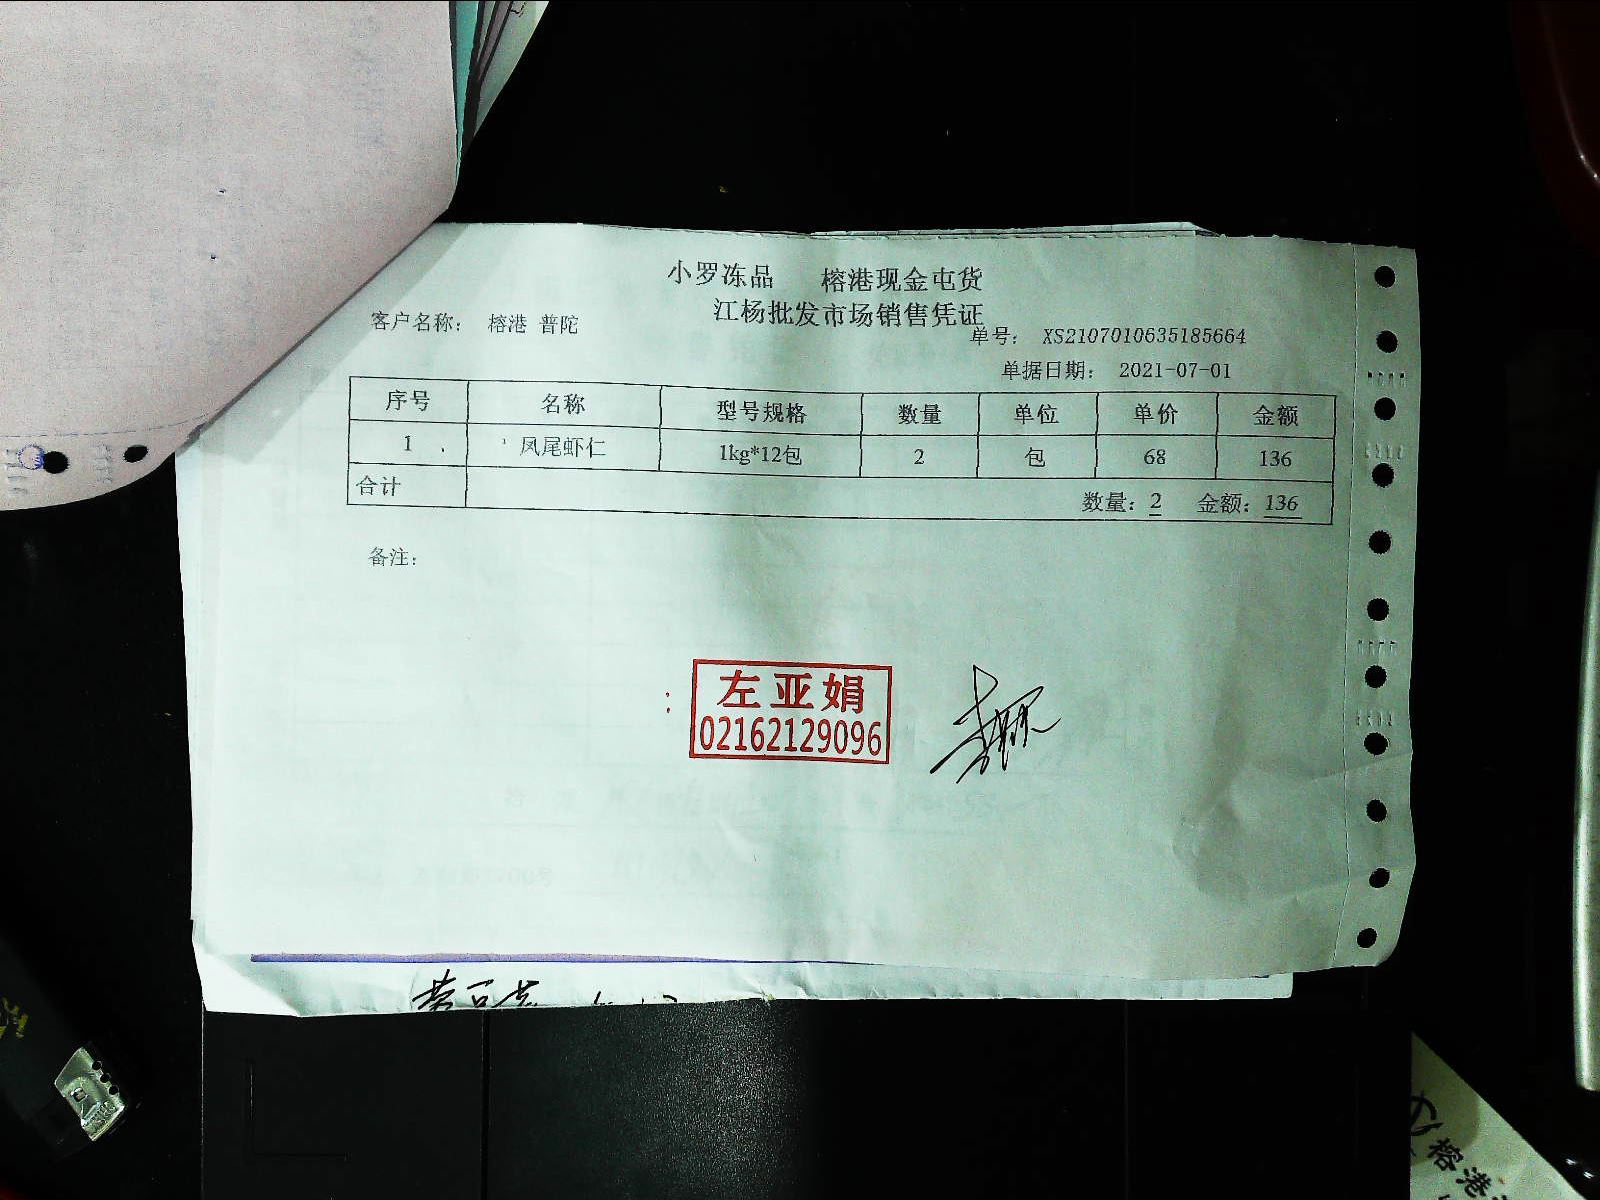 小罗冻品 榕港现金屯货
江杨批发市场销售凭证
客户名称： 榕港 普陀
单号： XS2107010635185664
单据日期： 2021-07-01
序号 名称 型号规格 数量 单位 单价 金额
1 凤尾虾仁 1kg*12包 2 包 68 136
合计 数量：2 金额：136
备注：
左亚娟
02162129096
榕港